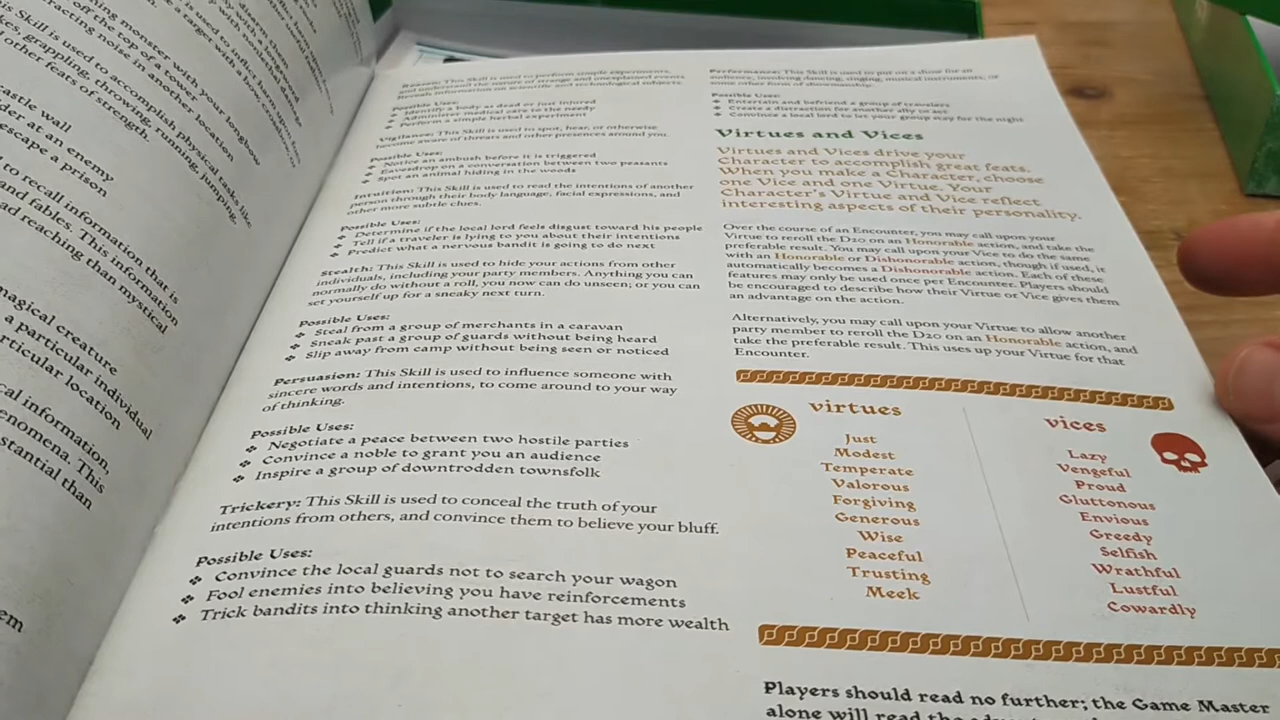 ning monster with your longbow
off the top of a tower
tracting noise in another location
s Skill is used to accomplish physical tasks like
kes, grappling, throwing, running, jumping,
other feats of strength.
castle wall
der at an enemy
escape a prison
to recall information that is
and fables. This information
ad reaching than mystical
magical creature
a particular individual
rticular location
cal information,
enomena. This
stantial than
em
This Skill is used to perform simple experiments,
and understand the nature of strange and unexplained events.
Possible Uses:
Identify a body as dead or just injured
Administer medical care to the needy
Perform a simple herbal experiment
Vigilance: This Skill is used to spot, hear, or otherwise
become aware of threats and other presences around you.
Possible Uses:
Notice an ambush before it is triggered
Eavesdrop on a conversation between two peasants
Spot an animal hiding in the woods
Intuition: This Skill is used to read the intentions of another
person through their body language, facial expressions, and
other more subtle clues.
Possible Uses:
Determine if the local lord feels disgust toward his people
Tell if a traveler is lying to you about their intentions
Predict what a nervous bandit is going to do next
Stealth: This Skill is used to hide your actions from other
individuals, including your party members. Anything you can
normally do without a roll, you now can do unseen; or you can
set yourself up for a sneaky next turn.
Possible Uses:
Steal from a group of merchants in a caravan
Sneak past a group of guards without being heard
Slip away from camp without being seen or noticed
Persuasion: This Skill is used to influence someone with
sincere words and intentions, to come around to your way
of thinking.
Possible Uses:
Negotiate a peace between two hostile parties
Convince a noble to grant you an audience
Inspire a group of downtrodden townsfolk
Trickery: This Skill is used to conceal the truth of your
intentions from others, and convince them to believe your bluff.
Possible Uses:
Convince the local guards not to search your wagon
Fool enemies into believing you have reinforcements
Trick bandits into thinking another target has more wealth
Performance: This Skill is used to put on a show for an
audience, involving dancing, singing, musical instruments, or
some other form of showmanship.
Possible Uses:
Entertain and befriend a group of travelers
Create a distraction for another ally to act
Convince a local lord to let your group stay for the night
Virtues and Vices
Virtues and Vices drive your
Character to accomplish great feats.
When you make a Character, choose
one Vice and one Virtue. Your
Character's Virtue and Vice reflect
interesting aspects of their personality.
Over the course of an Encounter, you may call upon your
Virtue to reroll the D20 on an Honorable action, and take the
preferable result. You may call upon your Vice to do the same
with an Honorable or Dishonorable action, though if used, it
automatically becomes a Dishonorable action. Each of these
features may only be used once per Encounter. Players should
be encouraged to describe how their Virtue or Vice gives them
an advantage on the action.
Alternatively, you may call upon your Virtue to allow another
party member to reroll the D20 on an Honorable action, and
take the preferable result. This uses up your Virtue for that
Encounter.
virtues
Just
Modest
Temperate
Valorous
Forgiving
Generous
Wise
Peaceful
Trusting
Meek
vices
Lazy
Vengeful
Proud
Gluttonous
Envious
Greedy
Selfish
Wrathful
Lustful
Cowardly
Players should read no further; the Game Master
alone will read the